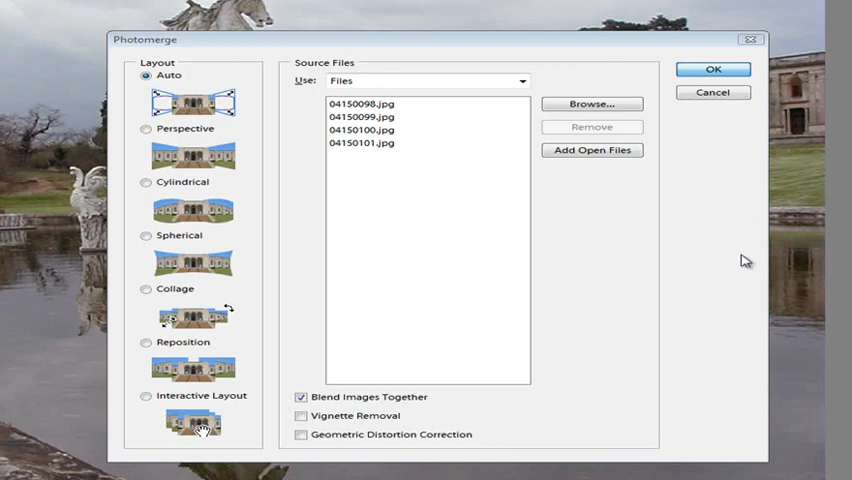 Photomerge
Layout
Auto
Perspective
Cylindrical
Spherical
Collage
Reposition
Interactive Layout
Source Files
Use: Files
04150098.jpg
04150099.jpg
04150100.jpg
04150101.jpg
Blend Images Together
Vignette Removal
Geometric Distortion Correction
Browse...
Remove
Add Open Files
OK
Cancel